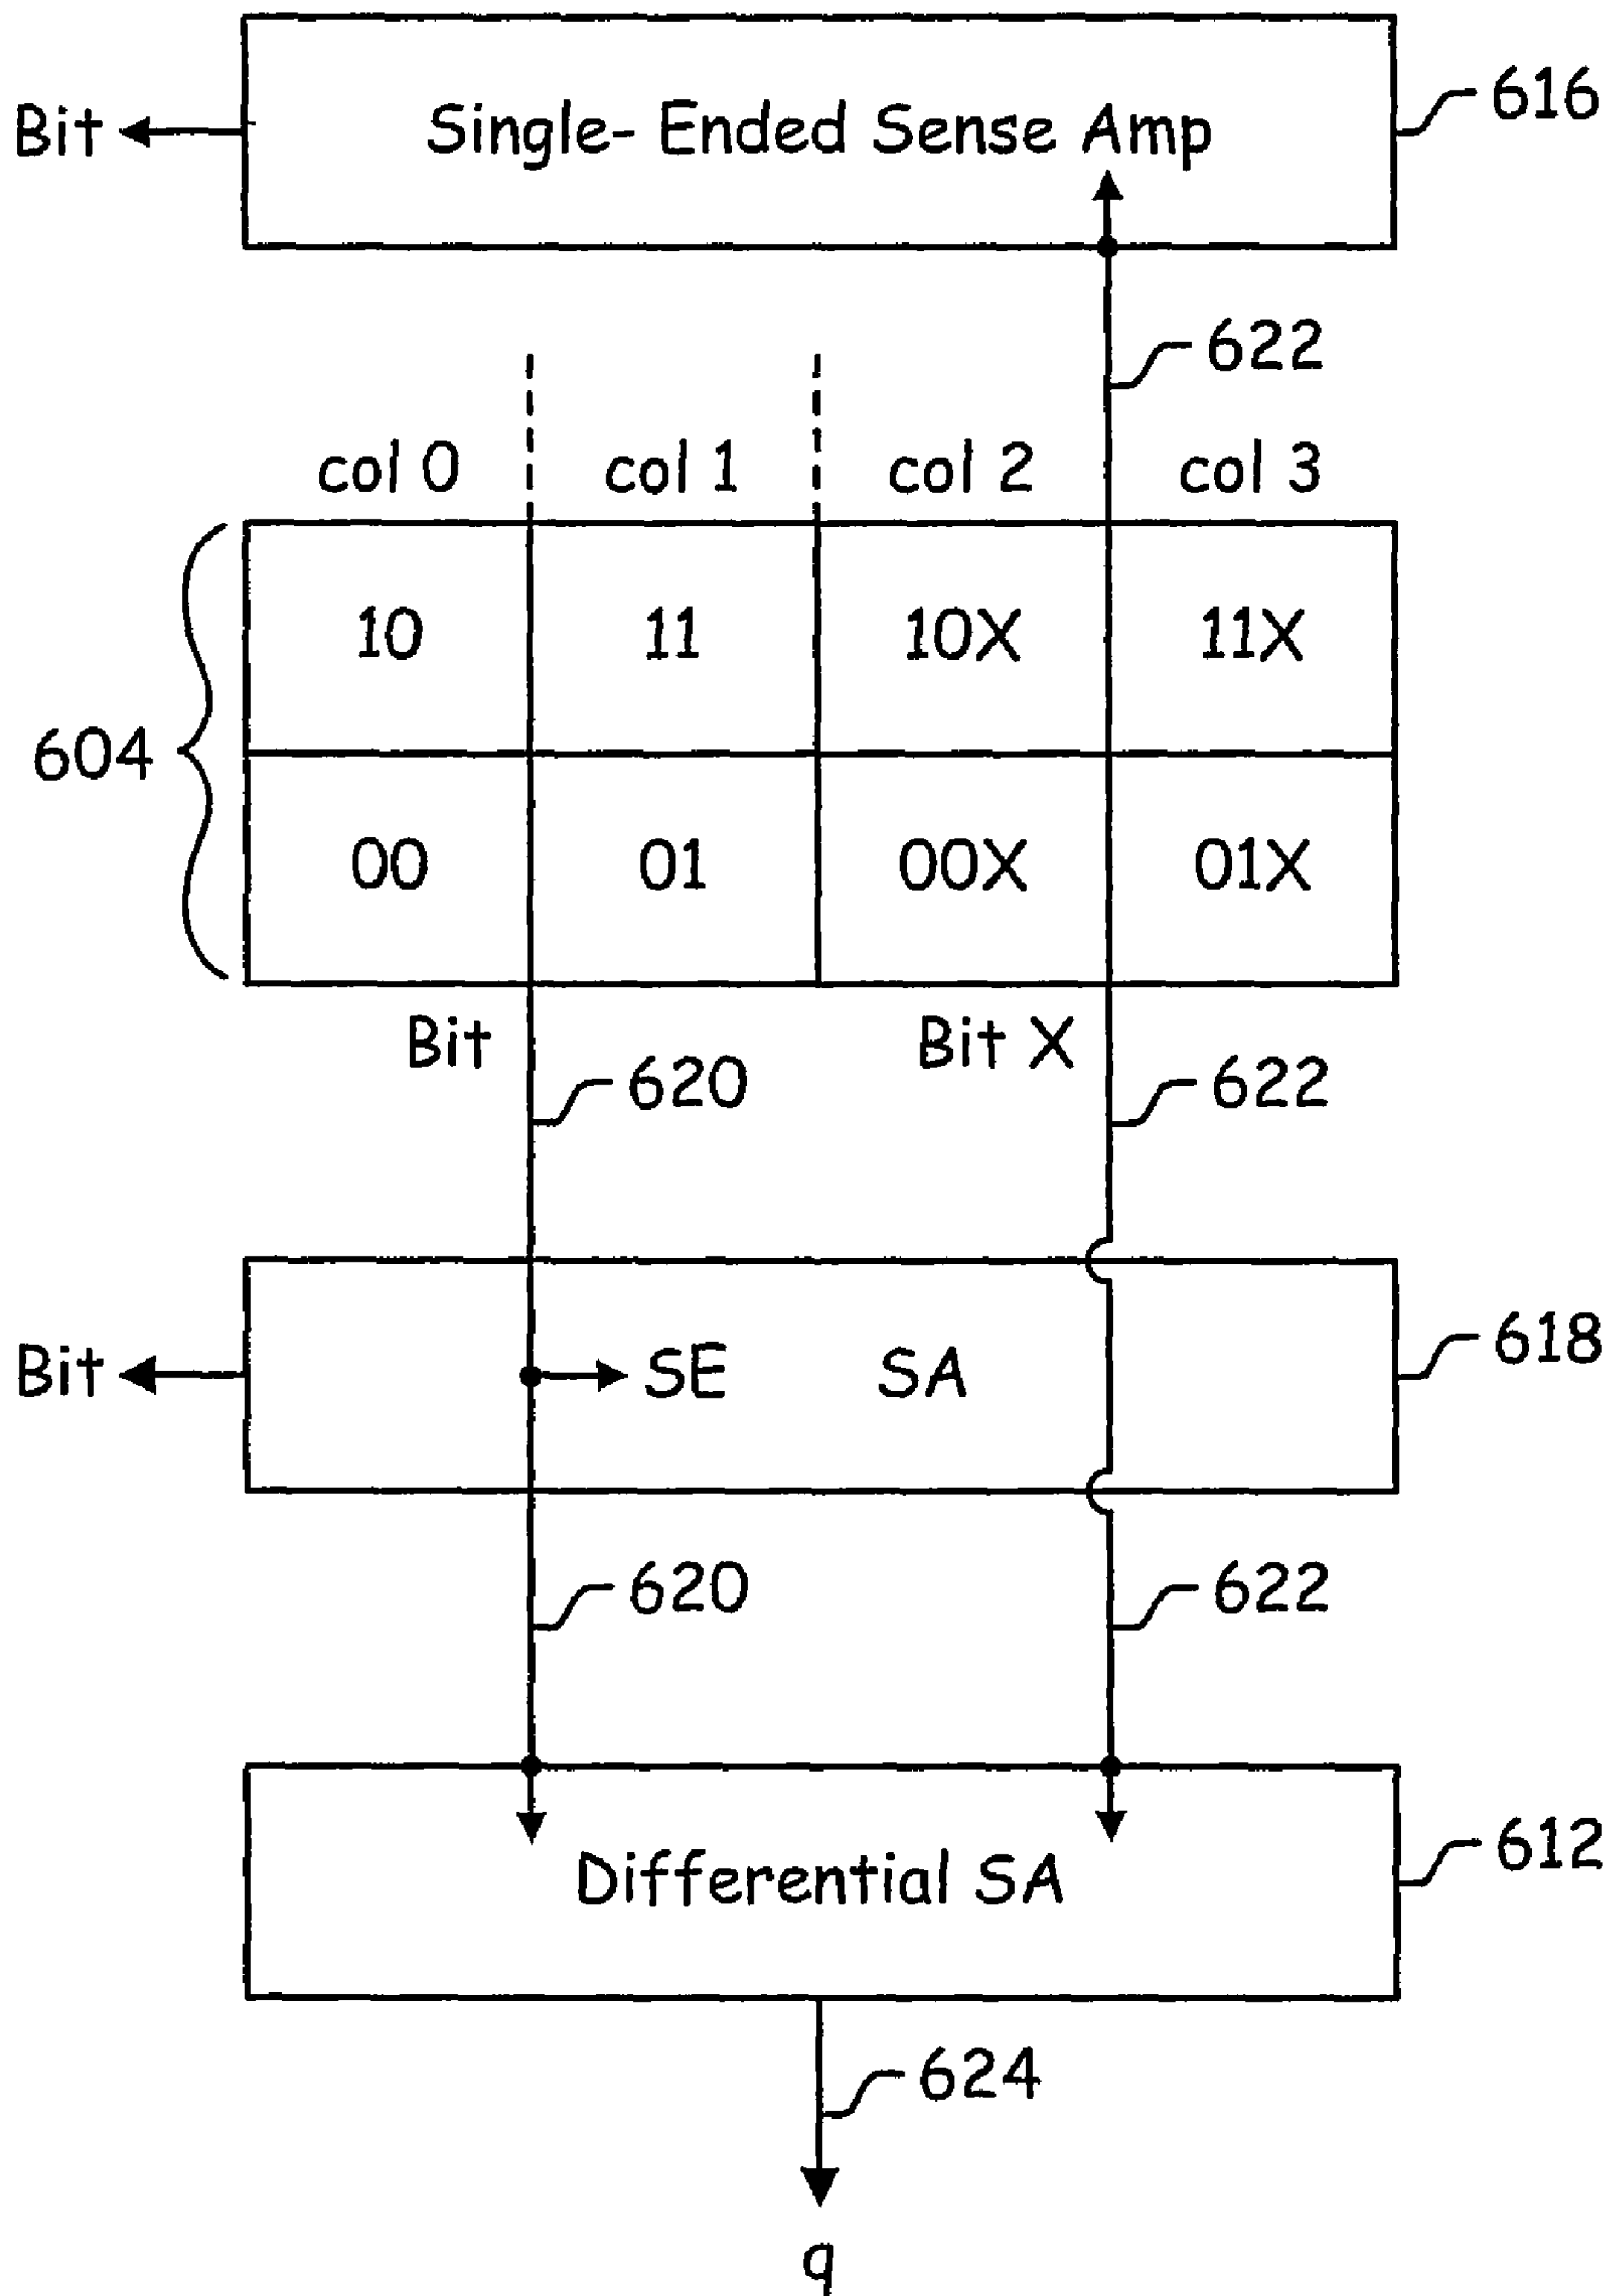 Bit
Single- Ended Sense Amp
616
622
col 0 col 1 col 2 col 3
10 11 10X 11X
604
00 01 00X 01X
Bit Bit X
620 622
618
Bit
SE SA
620 622
612
Differential SA
624
q